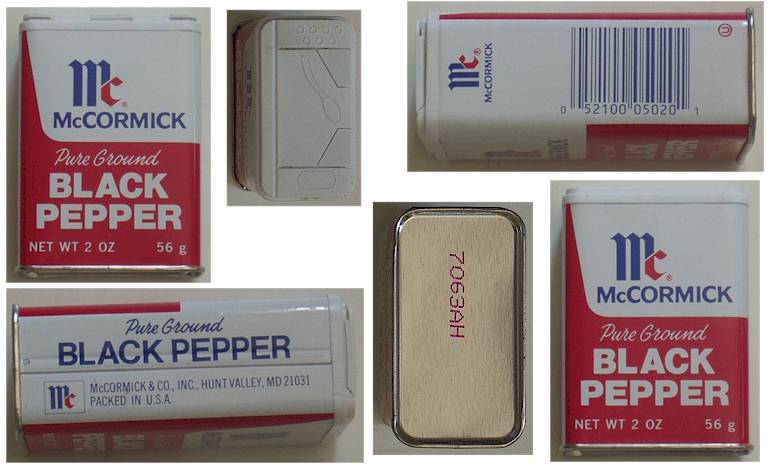 Mc®
McCORMICK
Pure Ground
BLACK
PEPPER
NET WT 2 OZ 56 g
Mc
McCORMICK
0 52100 05020 1
U
Pure Ground
BLACK PEPPER
Mc
McCORMICK & CO., INC., HUNT VALLEY, MD 21031
PACKED IN U.S.A.
7063AH
Mc®
McCORMICK
Pure Ground
BLACK
PEPPER
NET WT 2 OZ 56 g